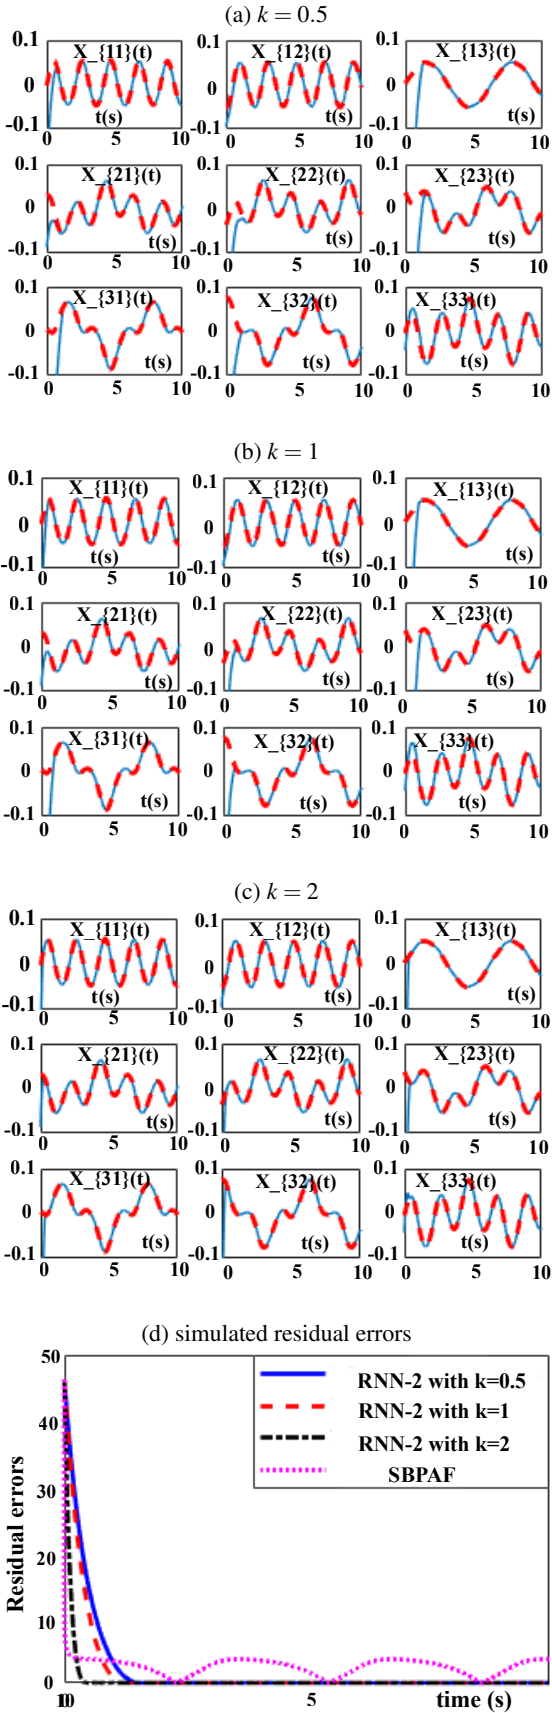 (a) k = 0.5
0.1 X_{11}(t) X_{12}(t) X_{13}(t)
0 0 0
-0.1 t(s) -0.1 t(s) -0.1 t(s)
0 5 10 0 5 10 0 5 10
0.1 X_{21}(t) 0.1 X_{22}(t) 0.1 X_{23}(t)
0 0 0
-0.1 t(s) -0.1 t(s) -0.1 t(s)
0 5 10 0 5 10 0 5 10
0.1 X_{31}(t) 0.1 X_{32}(t) 0.1 X_{33}(t)
0 0 0
-0.1 t(s) -0.1 t(s) -0.1 t(s)
0 5 10 0 5 10 0 5 10
(b) k = 1
0.1 X_{11}(t) 0.1 X_{12}(t) 0.1 X_{13}(t)
0 0 0
-0.1 t(s) -0.1 t(s) -0.1 t(s)
0 5 10 0 5 10 0 5 10
0.1 X_{21}(t) 0.1 X_{22}(t) 0.1 X_{23}(t)
0 0 0
-0.1 t(s) -0.1 t(s) -0.1 t(s)
0 5 10 0 5 10 0 5 10
0.1 X_{31}(t) 0.1 X_{32}(t) 0.1 X_{33}(t)
0 0 0
-0.1 t(s) -0.1 t(s) -0.1 t(s)
0 5 10 0 5 10 0 5 10
(c) k = 2
0.1 X_{11}(t) 0.1 X_{12}(t) 0.1 X_{13}(t)
0 0 0
-0.1 t(s) -0.1 t(s) -0.1 t(s)
0 5 10 0 5 10 0 5 10
0.1 X_{21}(t) 0.1 X_{22}(t) 0.1 X_{23}(t)
0 0 0
-0.1 t(s) -0.1 t(s) -0.1 t(s)
0 5 10 0 5 10 0 5 10
0.1 X_{31}(t) 0.1 X_{32}(t) 0.1 X_{33}(t)
0 0 0
-0.1 t(s) -0.1 t(s) -0.1 t(s)
0 5 10 0 5 10 0 5 10
(d) simulated residual errors
50
RNN-2 with k=0.5
RNN-2 with k=1
40
RNN-2 with k=2
SBPAF
30
20
10
0
Residual errors
0 5 time (s) 10